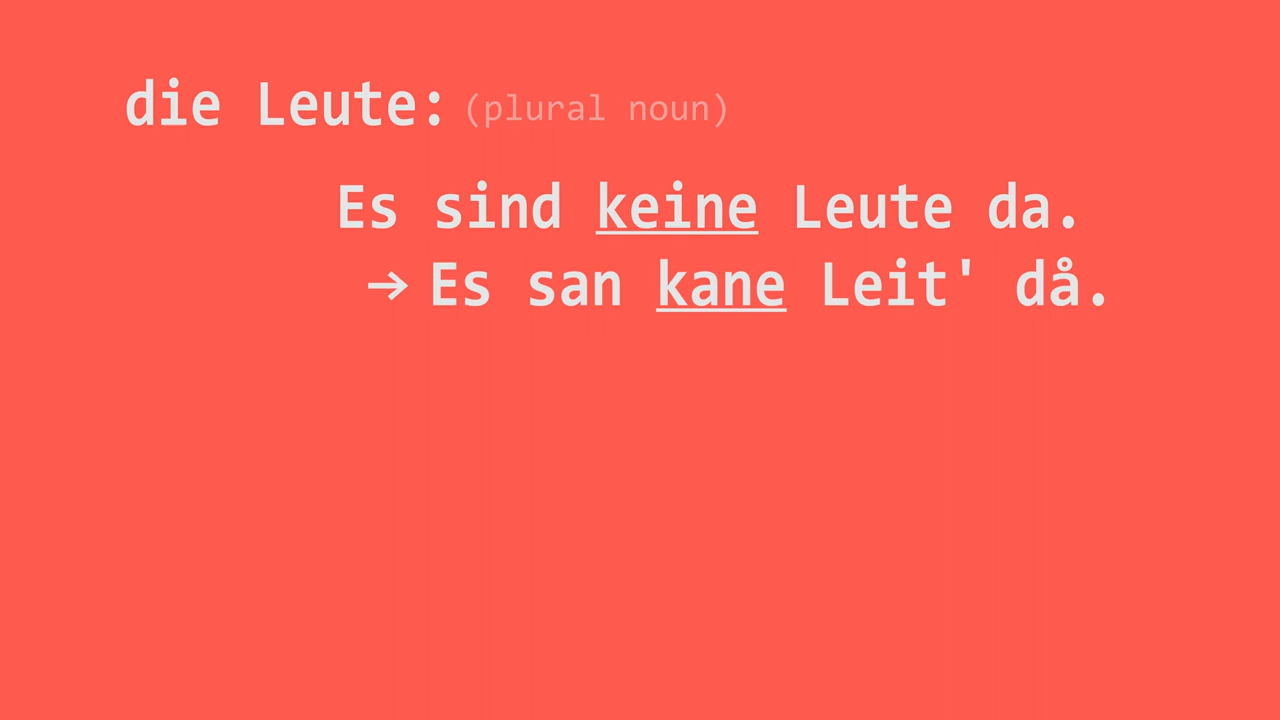 die Leute: (plural noun)
Es sind keine Leute da.
→ Es san kane Leit' då.